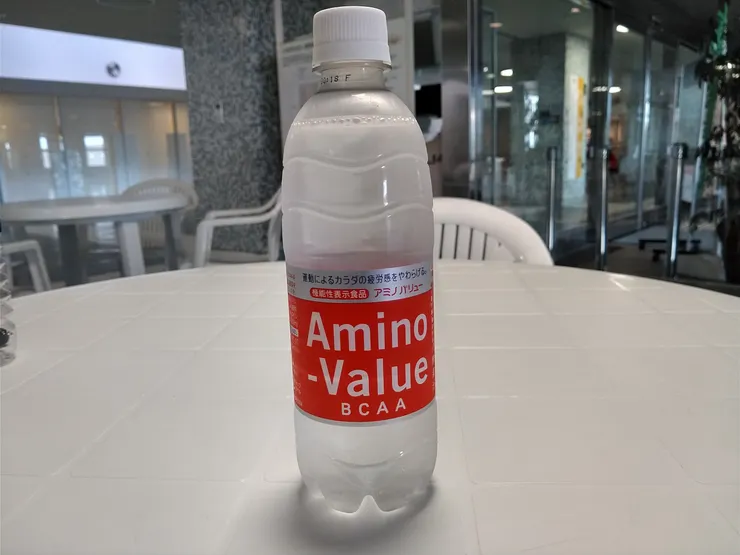 運動によるカラダの疲労感をやわらげる。
機能性表示食品 アミノバリュー
Amino
-Value
BCAA